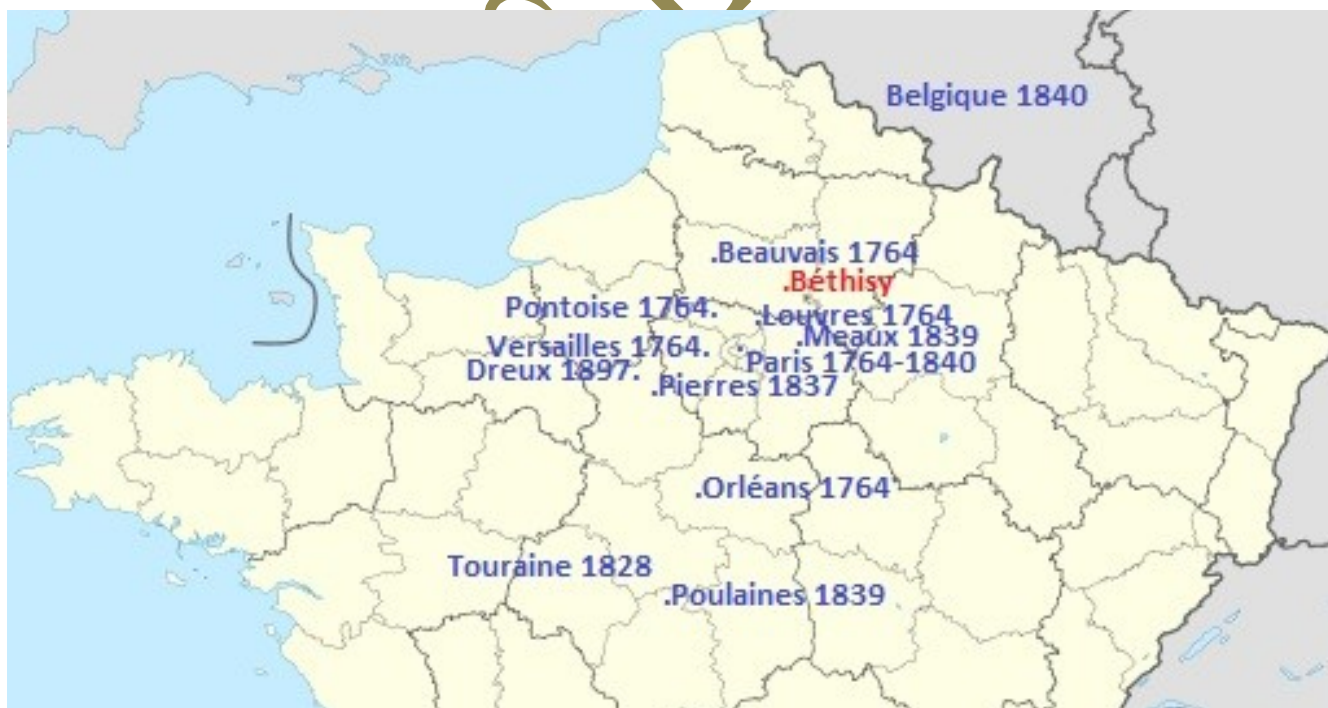 Belgique 1840
.Beauvais 1764
.Béthisy
Pontoise 1764.
.Louvres 1764
.Meaux 1839
Versailles 1764.
Paris 1764-1840
Dreux 1897.
.Pierres 1837
.Orléans 1764
Touraine 1828
.Poulaines 1839